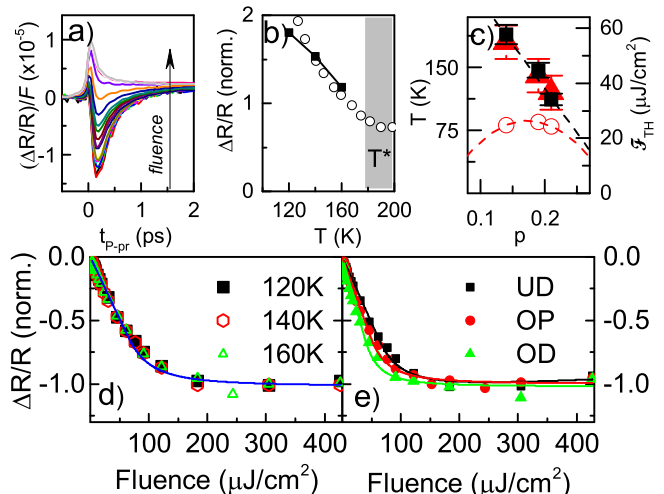 a)
(ΔR/R)/F (x10⁻⁵)
1
0
-1
0
1
2
fluence
t_P-pr (ps)
b)
ΔR/R (norm.)
2
1
0
120
160
200
T*
T (K)
c)
T (K)
150
75
60
40
20
0
ℱ_TH (μJ/cm²)
0.1
0.2
p
ΔR/R (norm.)
0.0
-0.5
-1.0
120K
140K
160K
d)
100
200
300
400
Fluence (μJ/cm²)
UD
OP
OD
e)
0.0
-0.5
-1.0
100
200
300
400
Fluence (μJ/cm²)